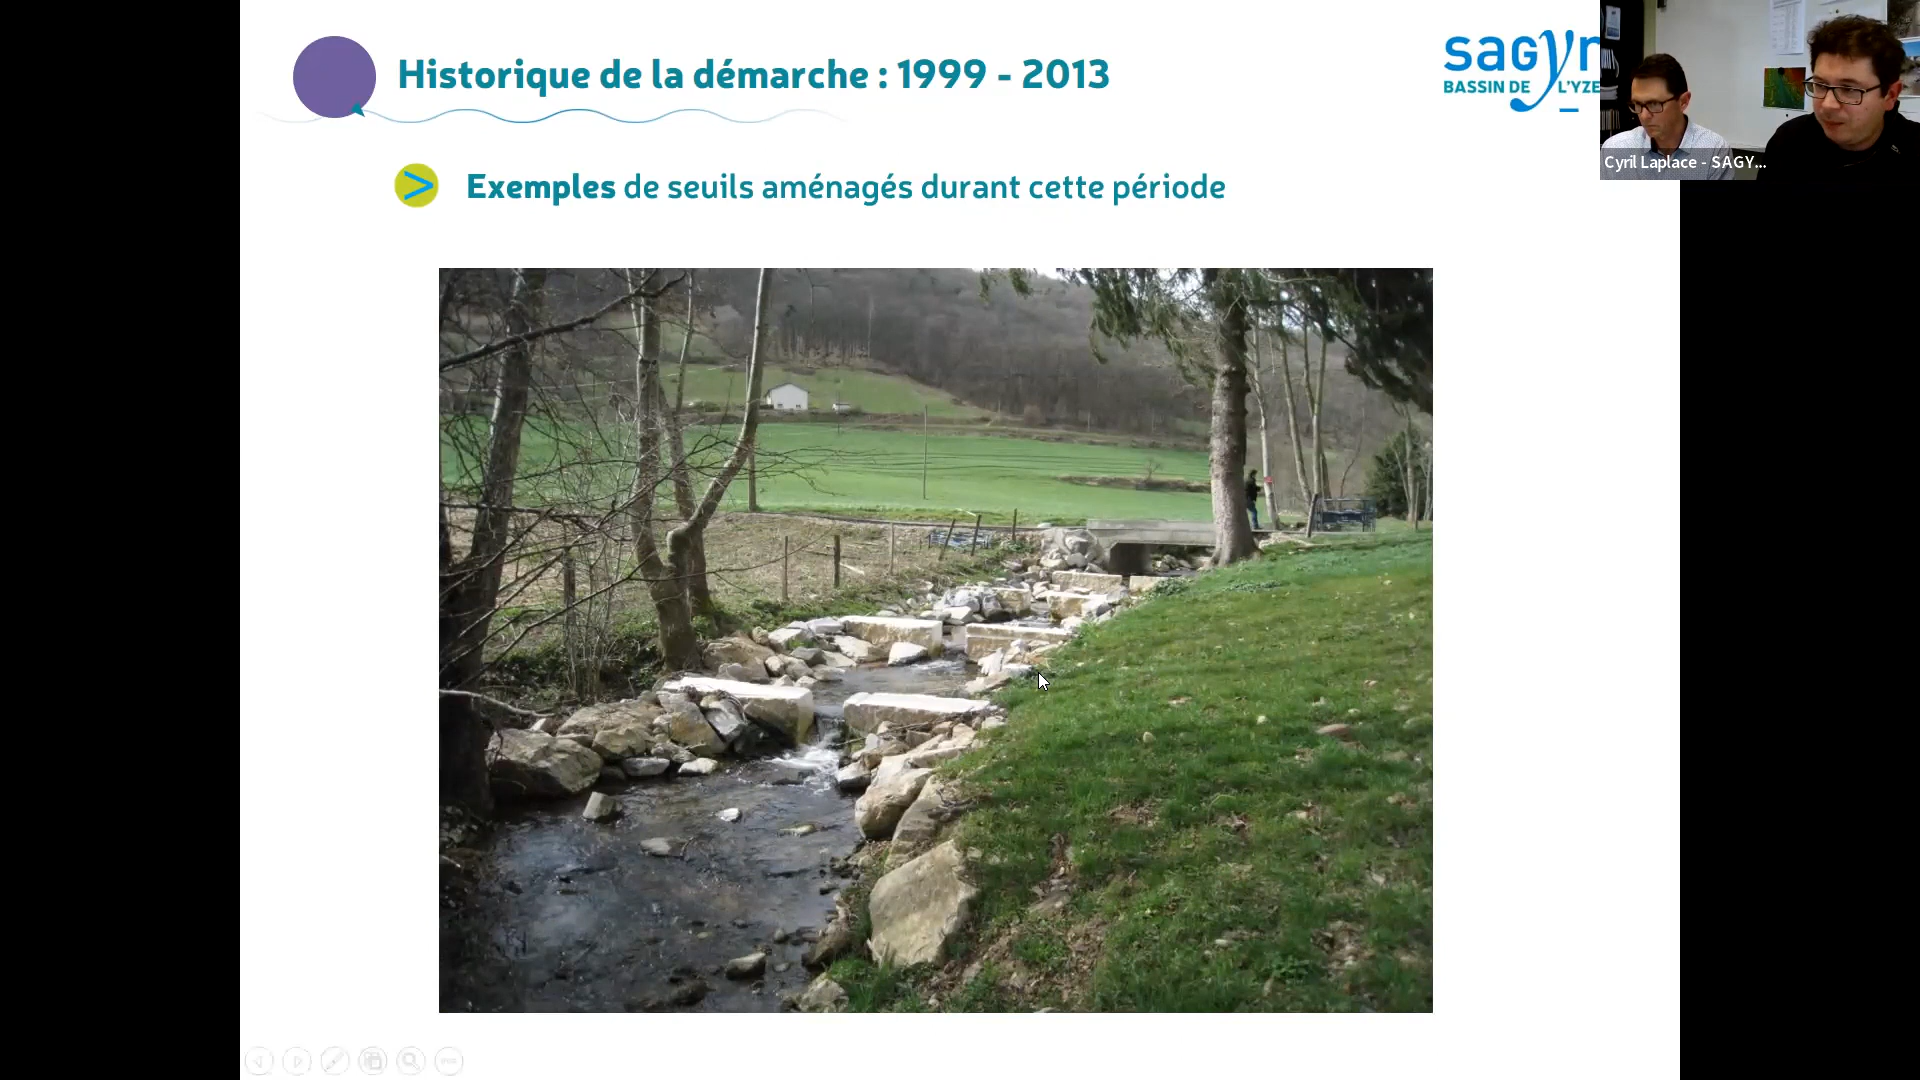 Historique de la démarche : 1999 - 2013
sagyr
BASSIN DE L'YZE
Cyril Laplace - SAGY...
> Exemples de seuils aménagés durant cette période